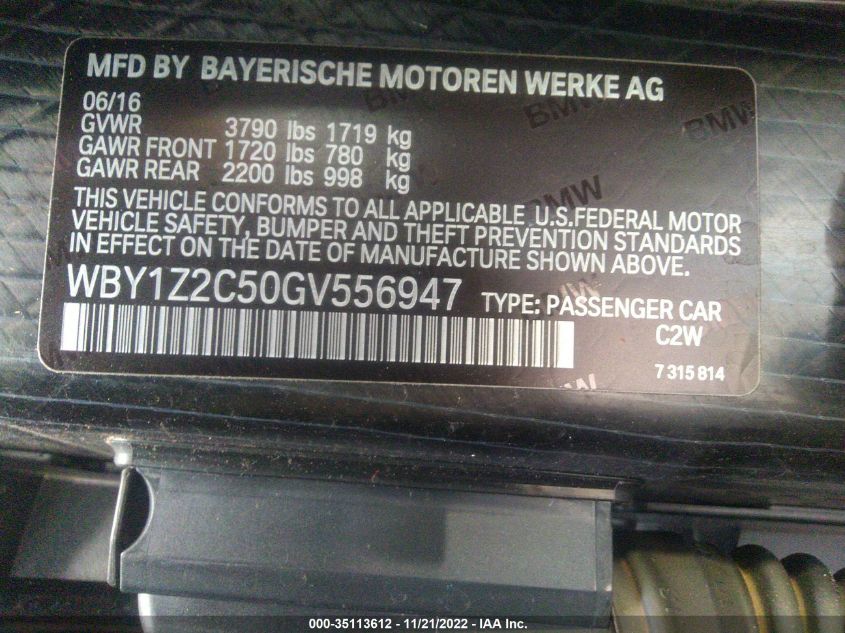 MFD BY BAYERISCHE MOTOREN WERKE AG
06/16
GVWR 3790 lbs 1719 kg
GAWR FRONT 1720 lbs 780 kg
GAWR REAR 2200 lbs 998 kg
THIS VEHICLE CONFORMS TO ALL APPLICABLE U.S.FEDERAL MOTOR
VEHICLE SAFETY, BUMPER AND THEFT PREVENTION STANDARDS
IN EFFECT ON THE DATE OF MANUFACTURE SHOWN ABOVE.
WBY1Z2C50GV556947 TYPE: PASSENGER CAR
C2W
7 315 814
BMW
BMW
BMW
000-35113612 - 11/21/2022 - IAA Inc.